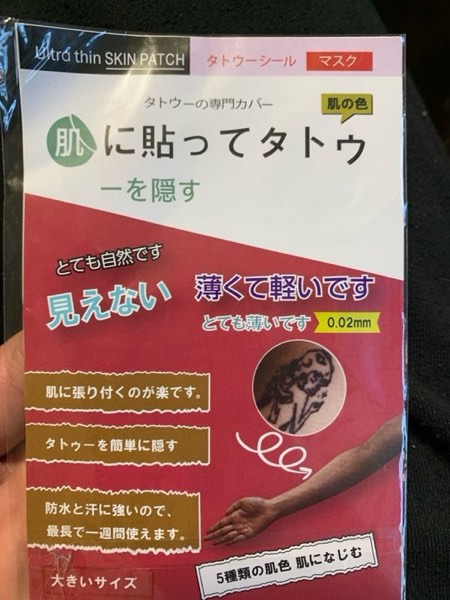 Ultra thin SKIN PATCH
タトゥーシール マスク
タトゥーの専門カバー
肌の色
肌に貼ってタトゥ
ーを隠す
とても自然です
見えない
薄くて軽いです
とても薄いです 0.02mm
肌に張り付くのが楽です。
タトゥーを簡単に隠す
防水と汗に強いので、
最長で一週間使えます。
大きいサイズ
5種類の肌色 肌になじむ